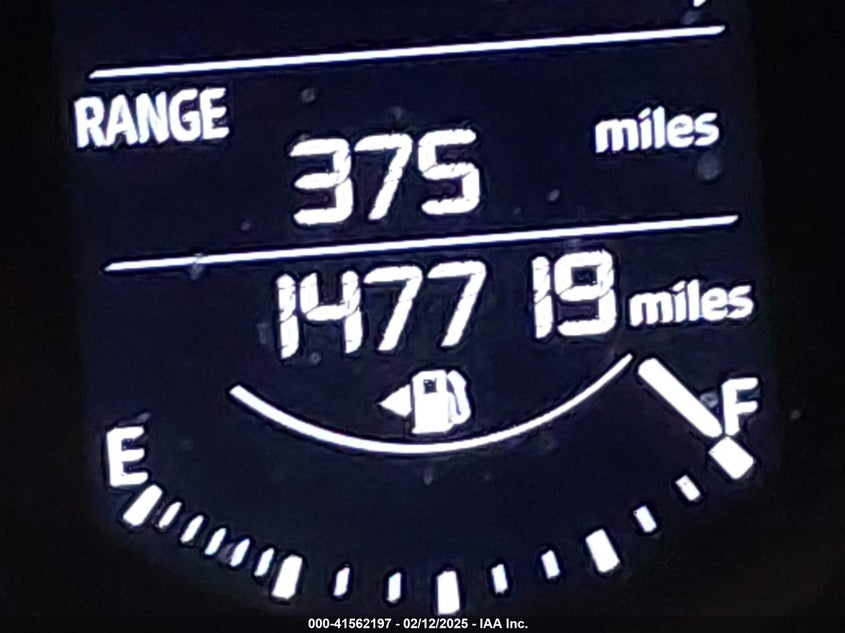 RANGE
375 miles
147719 miles
E F
000-41562197 - 02/12/2025 - IAA Inc.